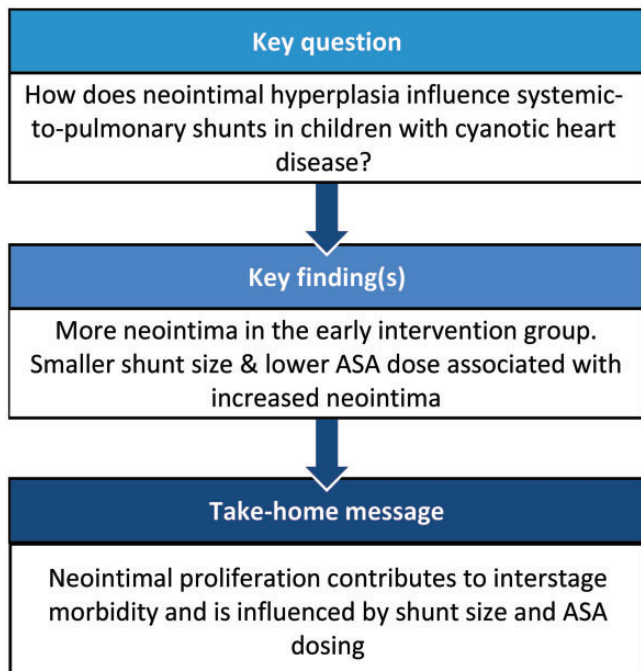 Key question
How does neointimal hyperplasia influence systemic-
to-pulmonary shunts in children with cyanotic heart
disease?
Key finding(s)
More neointima in the early intervention group.
Smaller shunt size & lower ASA dose associated with
increased neointima
Take-home message
Neointimal proliferation contributes to interstage
morbidity and is influenced by shunt size and ASA
dosing